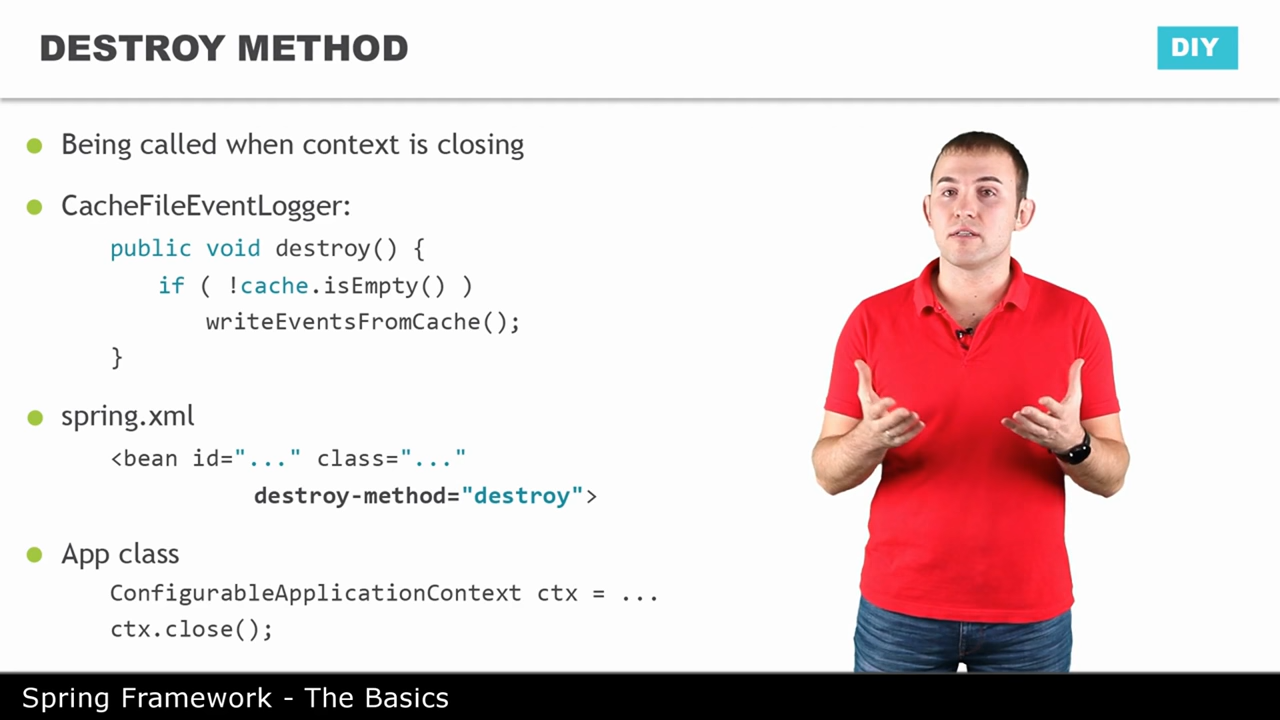 DESTROY METHOD
DIY
Being called when context is closing
CacheFileEventLogger:
public void destroy() {
if ( !cache.isEmpty() )
writeEventsFromCache();
}
spring.xml
<bean id="..." class="..."
destroy-method="destroy">
App class
ConfigurableApplicationContext ctx = ...
ctx.close();
Spring Framework - The Basics